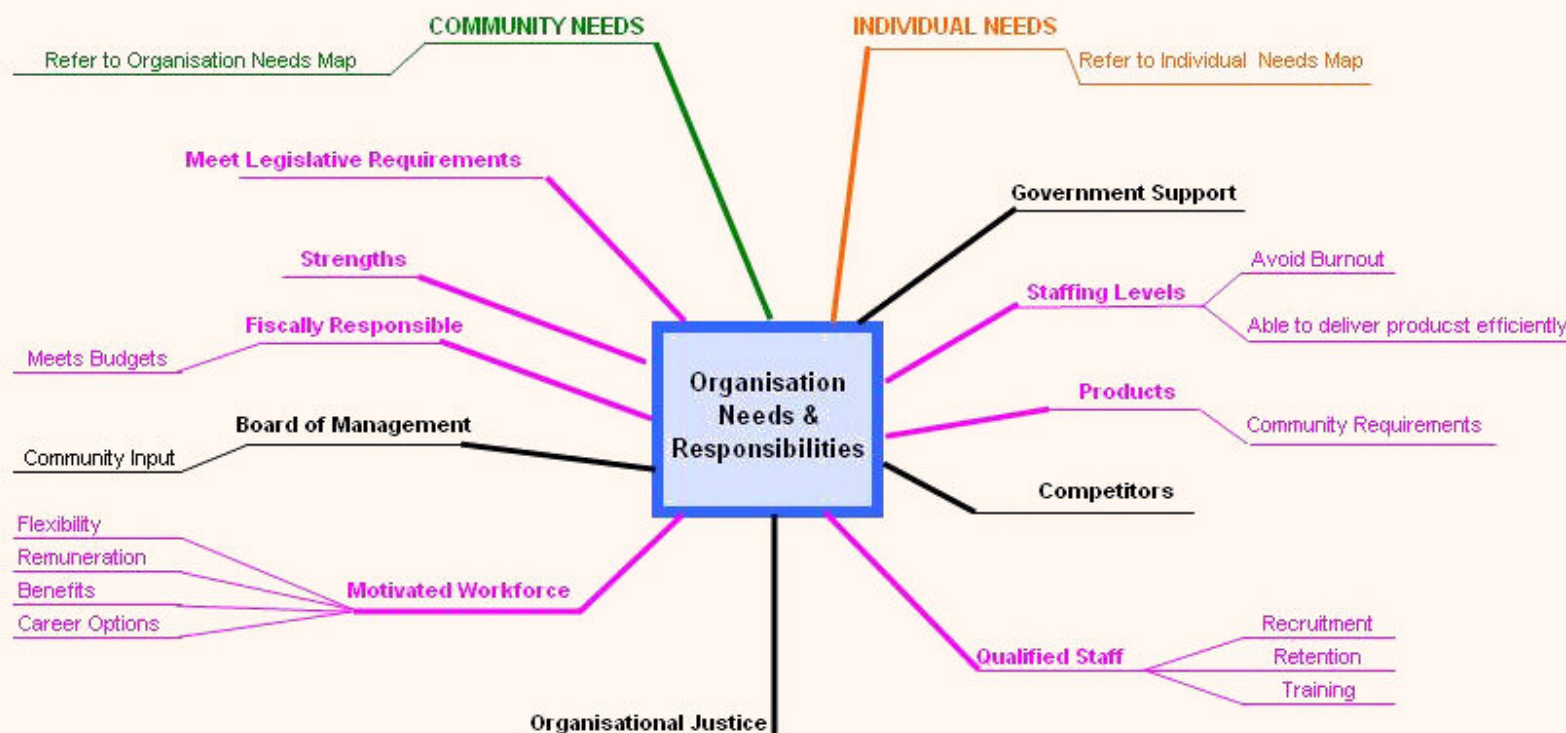 COMMUNITY NEEDS
Refer to Organisation Needs Map
INDIVIDUAL NEEDS
Refer to Individual Needs Map
Meet Legislative Requirements
Government Support
Strengths
Staffing Levels
Avoid Burnout
Able to deliver producst efficiently
Fiscally Responsible
Meets Budgets
Organisation
Needs &
Responsibilities
Products
Community Requirements
Board of Management
Community Input
Competitors
Motivated Workforce
Flexibility
Remuneration
Benefits
Career Options
Qualified Staff
Recruitment
Retention
Training
Organisational Justice